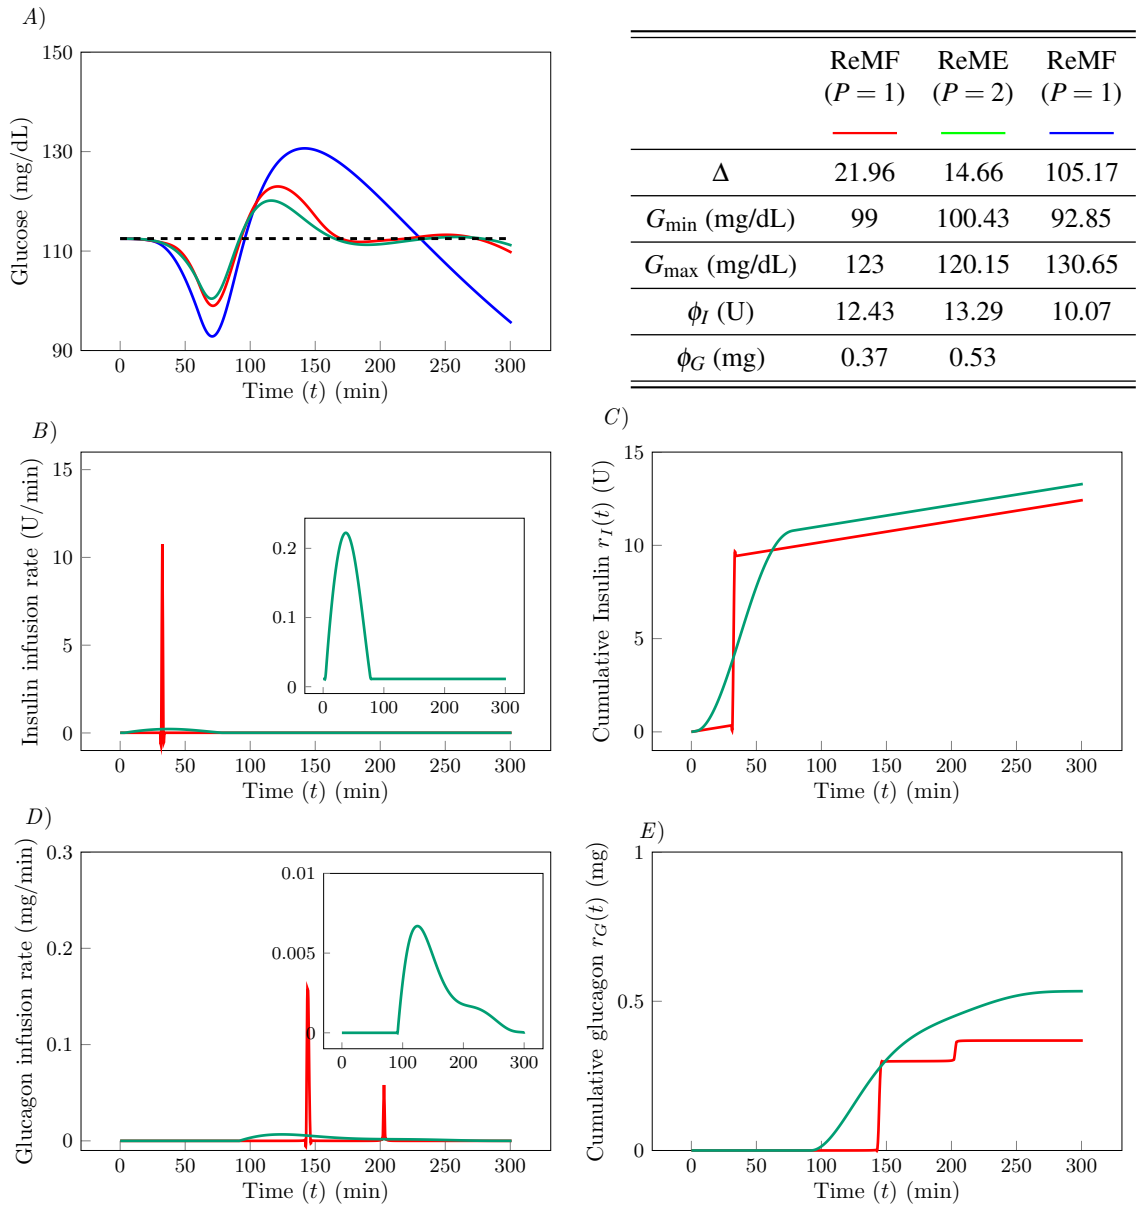 A)
150
130
110
90
Glucose (mg/dL)
0 50 100 150 200 250 300
Time (t) (min)
ReMF ReME ReMF
(P = 1) (P = 2) (P = 1)
Δ 21.96 14.66 105.17
Gmin (mg/dL) 99 100.43 92.85
Gmax (mg/dL) 123 120.15 130.65
ϕI (U) 12.43 13.29 10.07
ϕG (mg) 0.37 0.53
B)
15
10
5
0
Insulin infusion rate (U/min)
0.2
0.1
0
0 100 200 300
0 50 100 150 200 250 300
Time (t) (min)
C)
15
10
5
0
Cumulative Insulin rI(t) (U)
0 50 100 150 200 250 300
Time (t) (min)
D)
0.3
0.2
0.1
0
Glucagon infusion rate (mg/min)
0.01
0.005
0
0 100 200 300
0 50 100 150 200 250 300
Time (t) (min)
E)
1
0.5
0
Cumulative glucagon rG(t) (mg)
0 50 100 150 200 250 300
Time (t) (min)